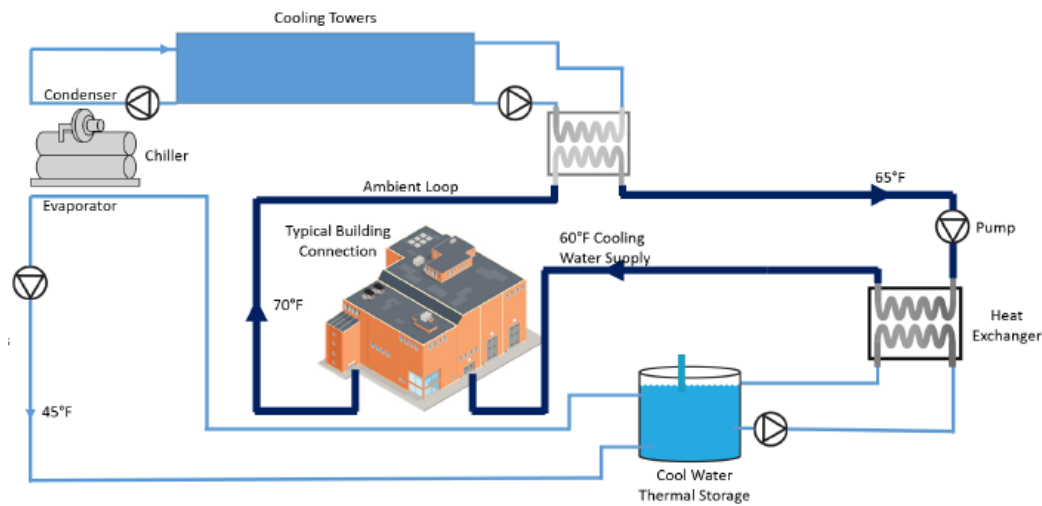 Cooling Towers
Condenser
Chiller
Evaporator
Ambient Loop
65°F
Typical Building
Connection
60°F Cooling
Water Supply
Pump
70°F
Heat
Exchanger
s
45°F
Cool Water
Thermal Storage